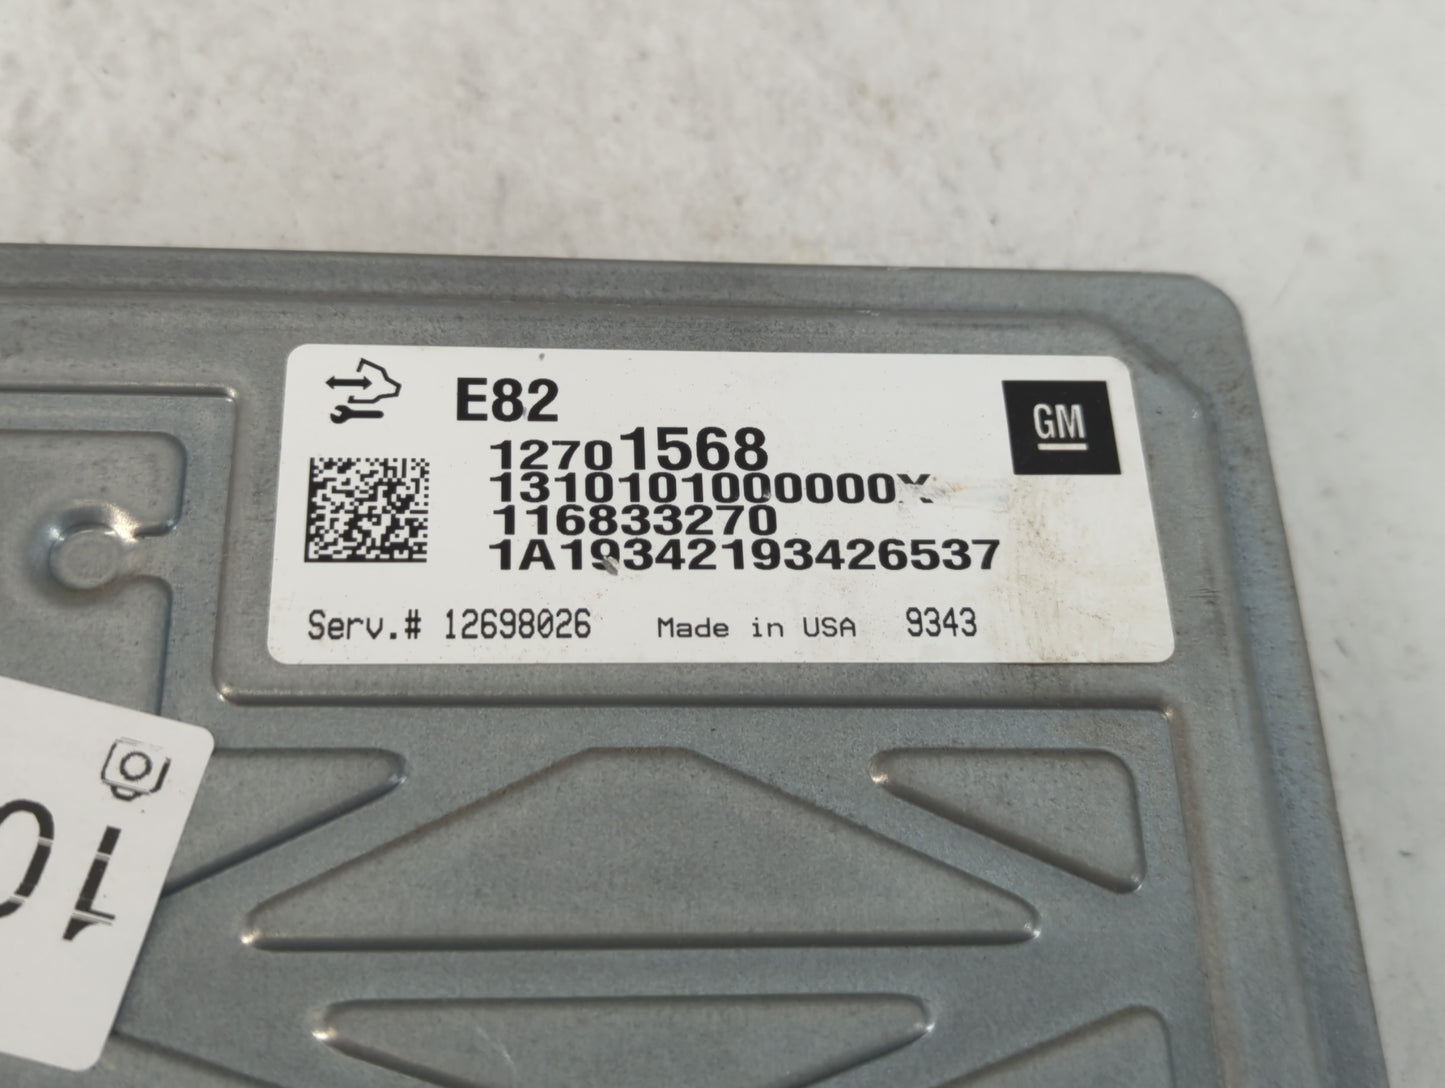 E82
GM
12701568
1310101000000X
116833270
1A19342193426537
Serv.# 12698026 Made in USA 9343